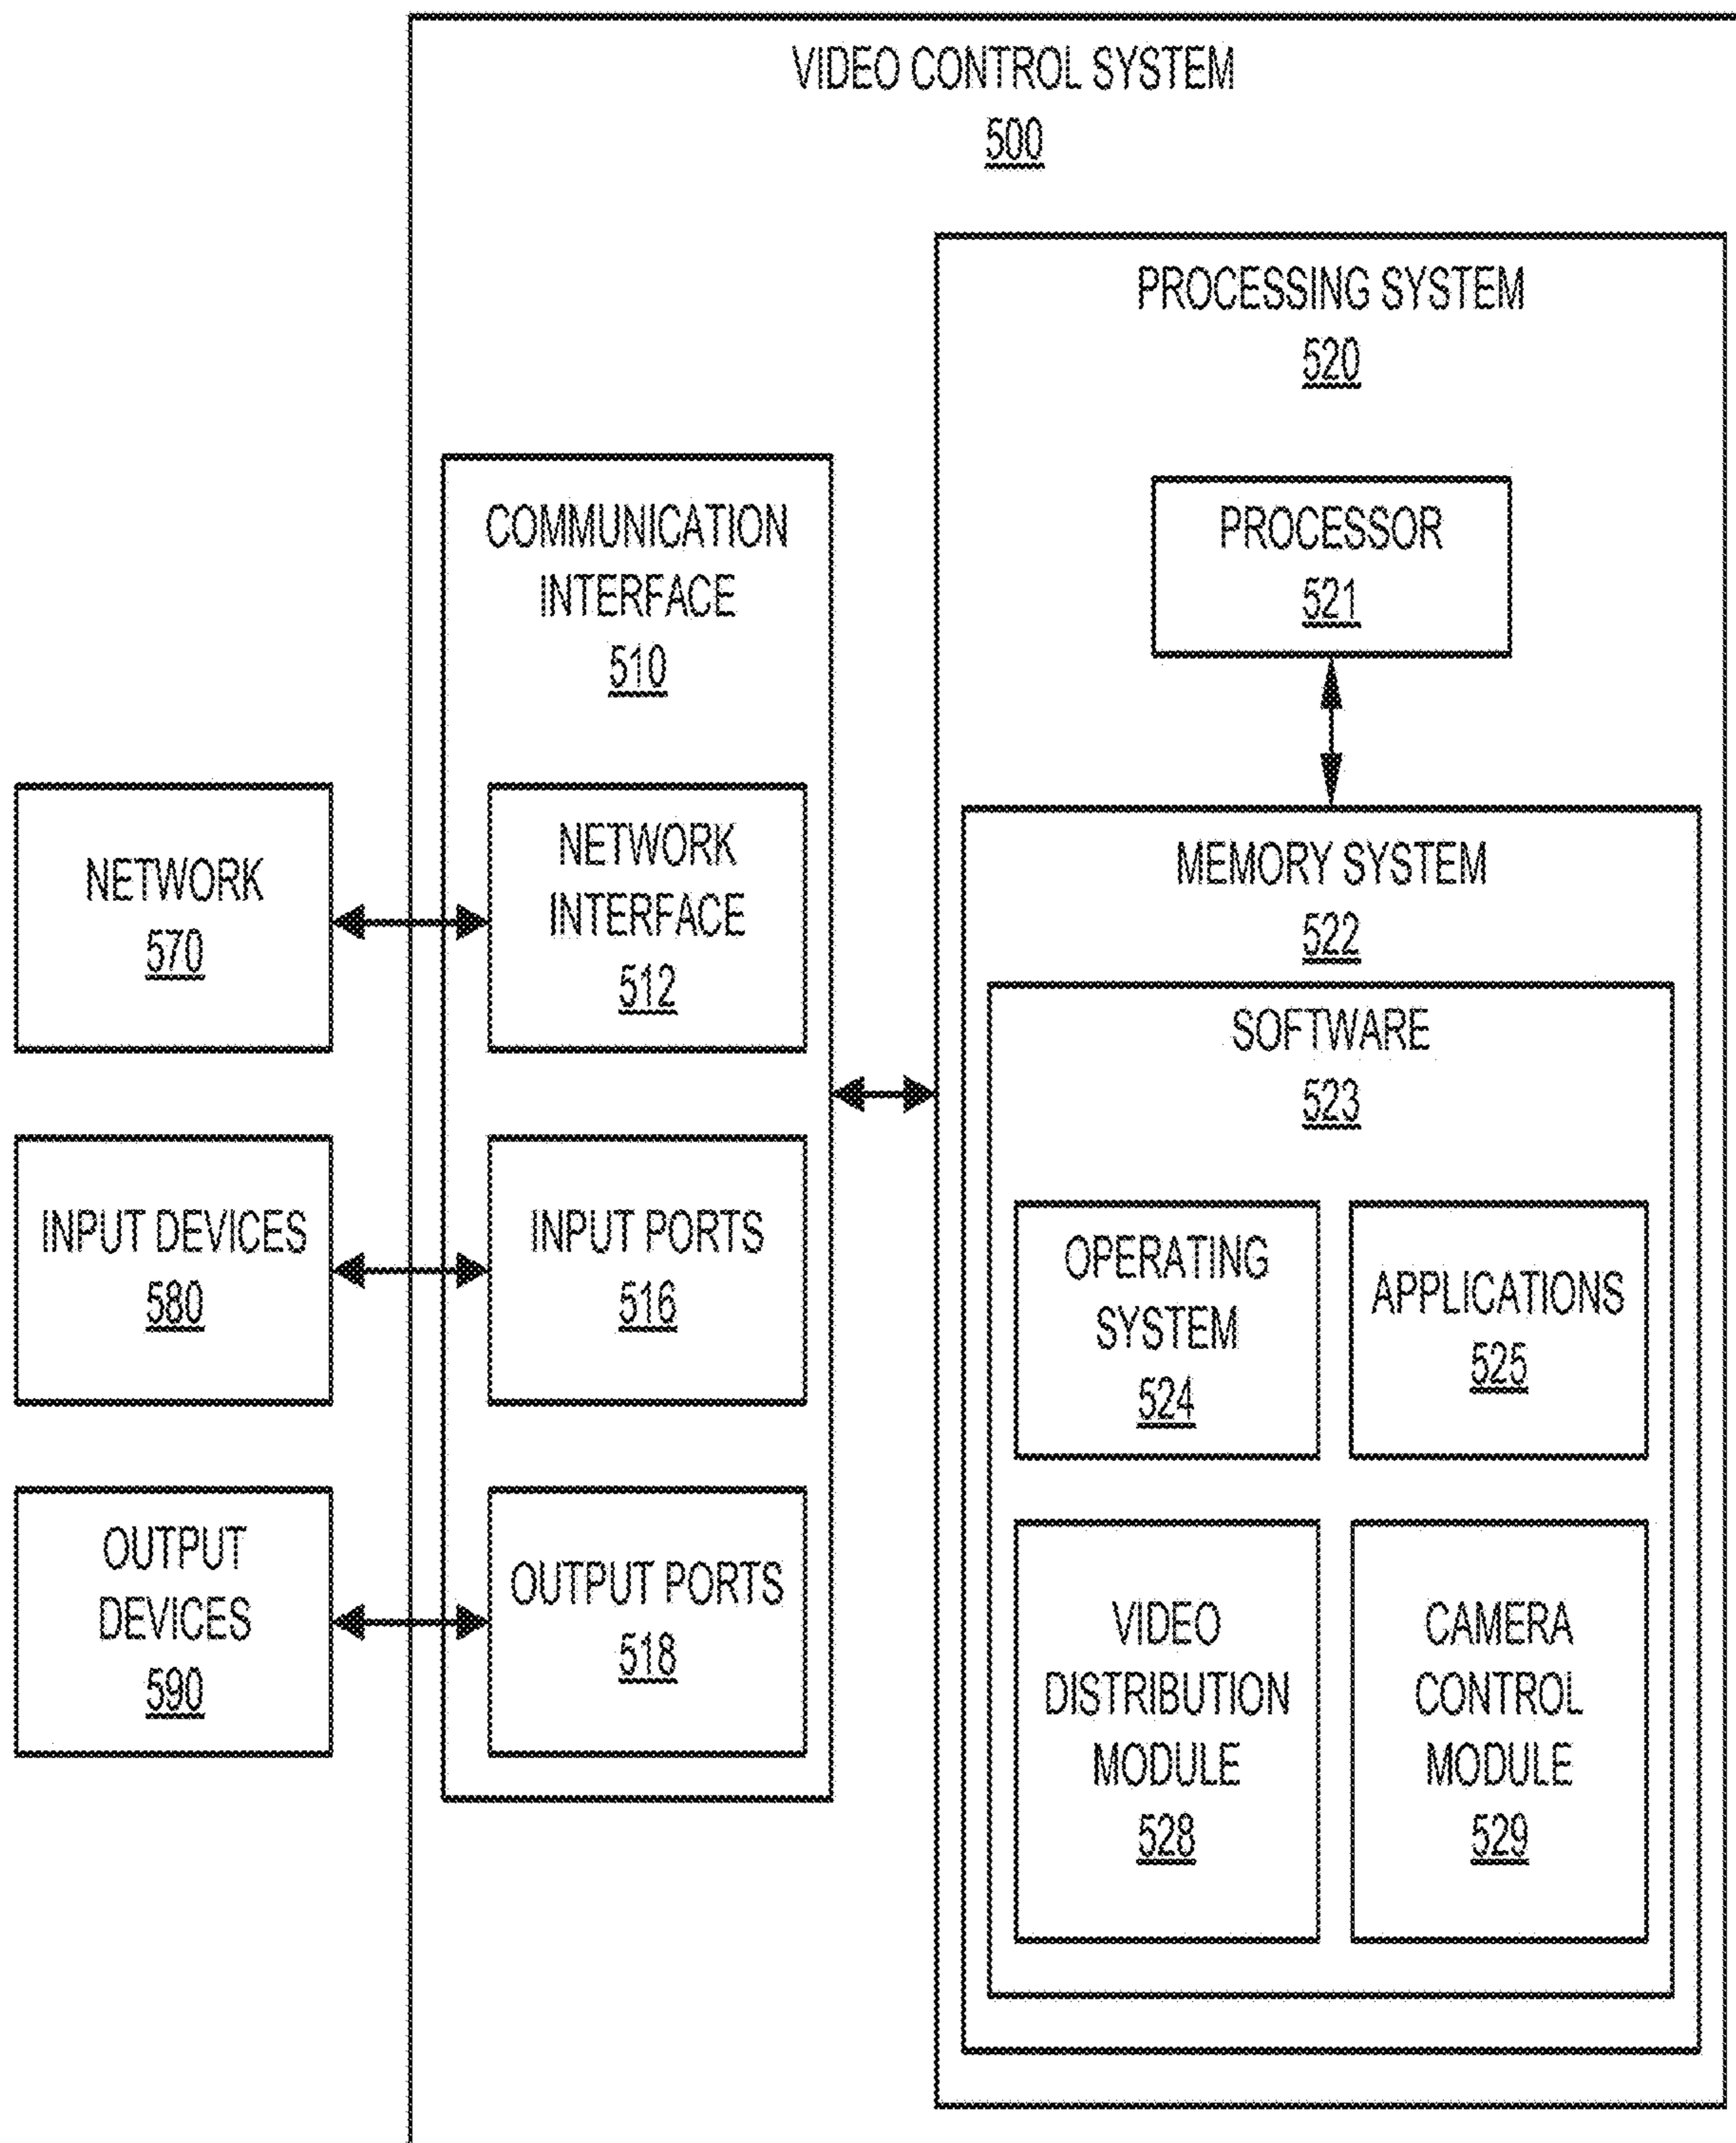 VIDEO CONTROL SYSTEM
500
PROCESSING SYSTEM
520
PROCESSOR
521
COMMUNICATION
INTERFACE
510
NETWORK
570
NETWORK
INTERFACE
512
MEMORY SYSTEM
522
SOFTWARE
523
INPUT DEVICES
580
INPUT PORTS
516
OPERATING
SYSTEM
524
APPLICATIONS
525
OUTPUT
DEVICES
590
OUTPUT PORTS
518
VIDEO
DISTRIBUTION
MODULE
528
CAMERA
CONTROL
MODULE
529